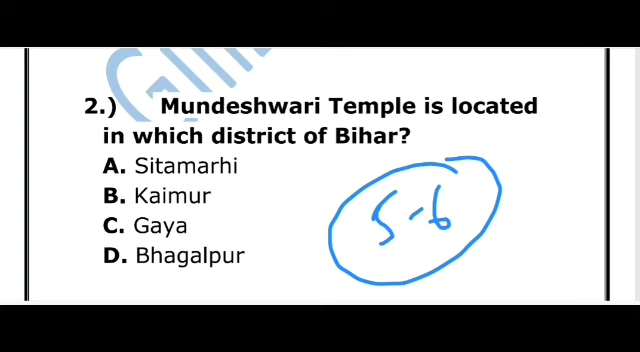 2.) Mundeshwari Temple is located
in which district of Bihar?
A. Sitamarhi
B. Kaimur
C. Gaya
D. Bhagalpur
5-6